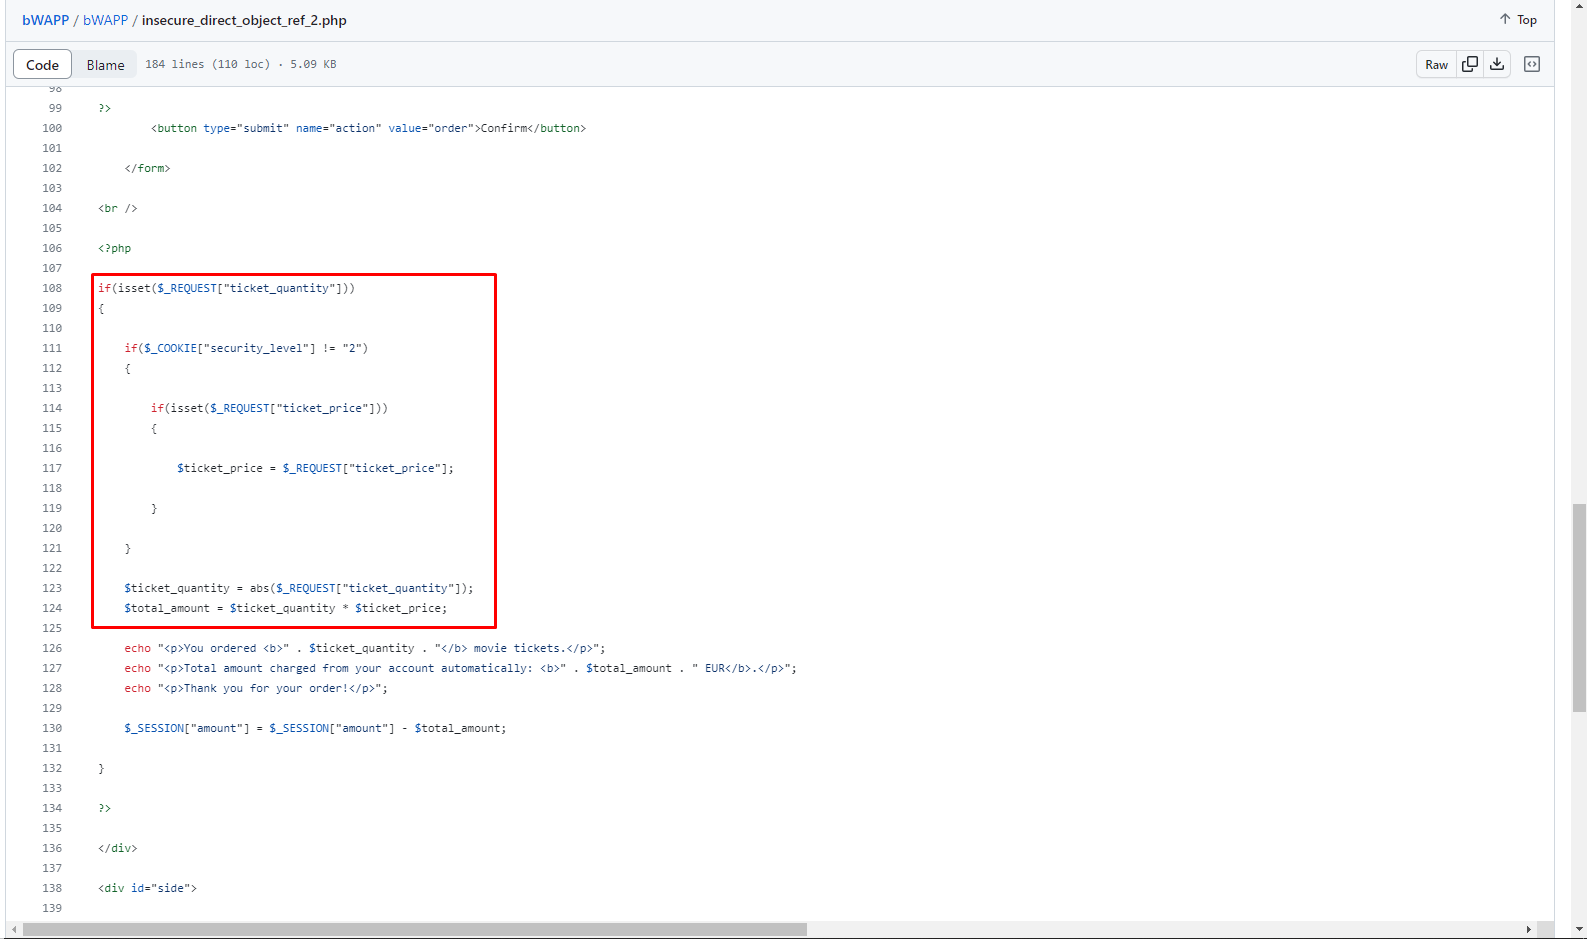 bWAPP / bWAPP / insecure_direct_object_ref_2.php
Top
Code Blame 184 lines (110 loc) · 5.09 KB
Raw
98
99 ?>
100 <button type="submit" name="action" value="order">Confirm</button>
101
102 </form>
103
104 <br />
105
106 <?php
107
108 if(isset($_REQUEST["ticket_quantity"]))
109 {
110
111 if($_COOKIE["security_level"] != "2")
112 {
113
114 if(isset($_REQUEST["ticket_price"]))
115 {
116
117 $ticket_price = $_REQUEST["ticket_price"];
118
119 }
120
121 }
122
123 $ticket_quantity = abs($_REQUEST["ticket_quantity"]);
124 $total_amount = $ticket_quantity * $ticket_price;
125
126 echo "<p>You ordered <b>" . $ticket_quantity . "</b> movie tickets.</p>";
127 echo "<p>Total amount charged from your account automatically: <b>" . $total_amount . " EUR</b>.</p>";
128 echo "<p>Thank you for your order!</p>";
129
130 $_SESSION["amount"] = $_SESSION["amount"] - $total_amount;
131
132 }
133
134 ?>
135
136 </div>
137
138 <div id="side">
139